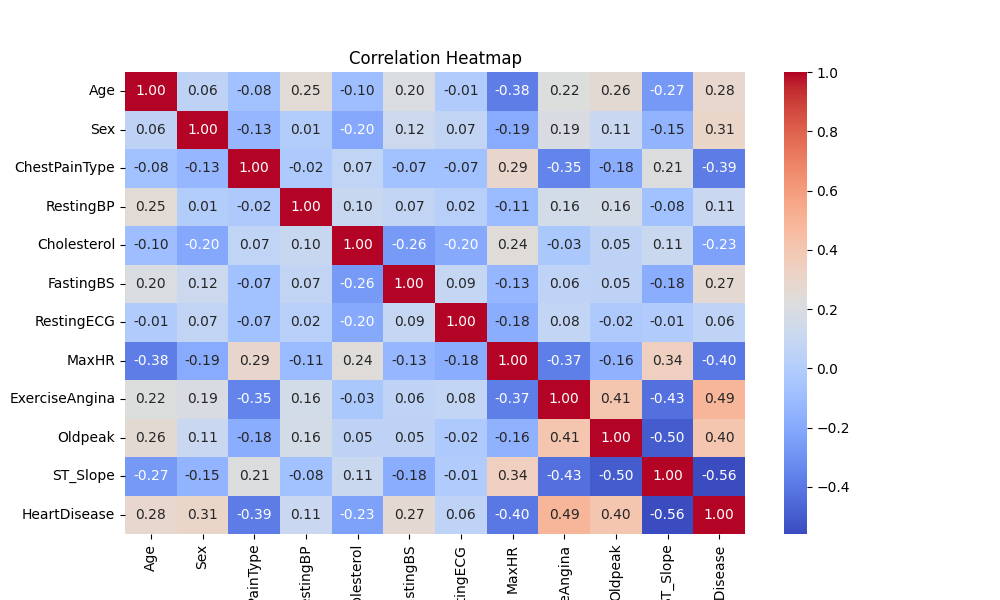 Correlation Heatmap
Age 1.00 0.06 -0.08 0.25 -0.10 0.20 -0.01 -0.38 0.22 0.26 -0.27 0.28
Sex 0.06 1.00 -0.13 0.01 -0.20 0.12 0.07 -0.19 0.19 0.11 -0.15 0.31
ChestPainType -0.08 -0.13 1.00 -0.02 0.07 -0.07 -0.07 0.29 -0.35 -0.18 0.21 -0.39
RestingBP 0.25 0.01 -0.02 1.00 0.10 0.07 0.02 -0.11 0.16 0.16 -0.08 0.11
Cholesterol -0.10 -0.20 0.07 0.10 1.00 -0.26 -0.20 0.24 -0.03 0.05 0.11 -0.23
FastingBS 0.20 0.12 -0.07 0.07 -0.26 1.00 0.09 -0.13 0.06 0.05 -0.18 0.27
RestingECG -0.01 0.07 -0.07 0.02 -0.20 0.09 1.00 -0.18 0.08 -0.02 -0.01 0.06
MaxHR -0.38 -0.19 0.29 -0.11 0.24 -0.13 -0.18 1.00 -0.37 -0.16 0.34 -0.40
ExerciseAngina 0.22 0.19 -0.35 0.16 -0.03 0.06 0.08 -0.37 1.00 0.41 -0.43 0.49
Oldpeak 0.26 0.11 -0.18 0.16 0.05 0.05 -0.02 -0.16 0.41 1.00 -0.50 0.40
ST_Slope -0.27 -0.15 0.21 -0.08 0.11 -0.18 -0.01 0.34 -0.43 -0.50 1.00 -0.56
HeartDisease 0.28 0.31 -0.39 0.11 -0.23 0.27 0.06 -0.40 0.49 0.40 -0.56 1.00
Age
Sex
PainType
estingBP
olesterol
stingBS
tingECG
MaxHR
eAngina
Oldpeak
T_Slope
Disease
1.0
0.8
0.6
0.4
0.2
0.0
−0.2
−0.4